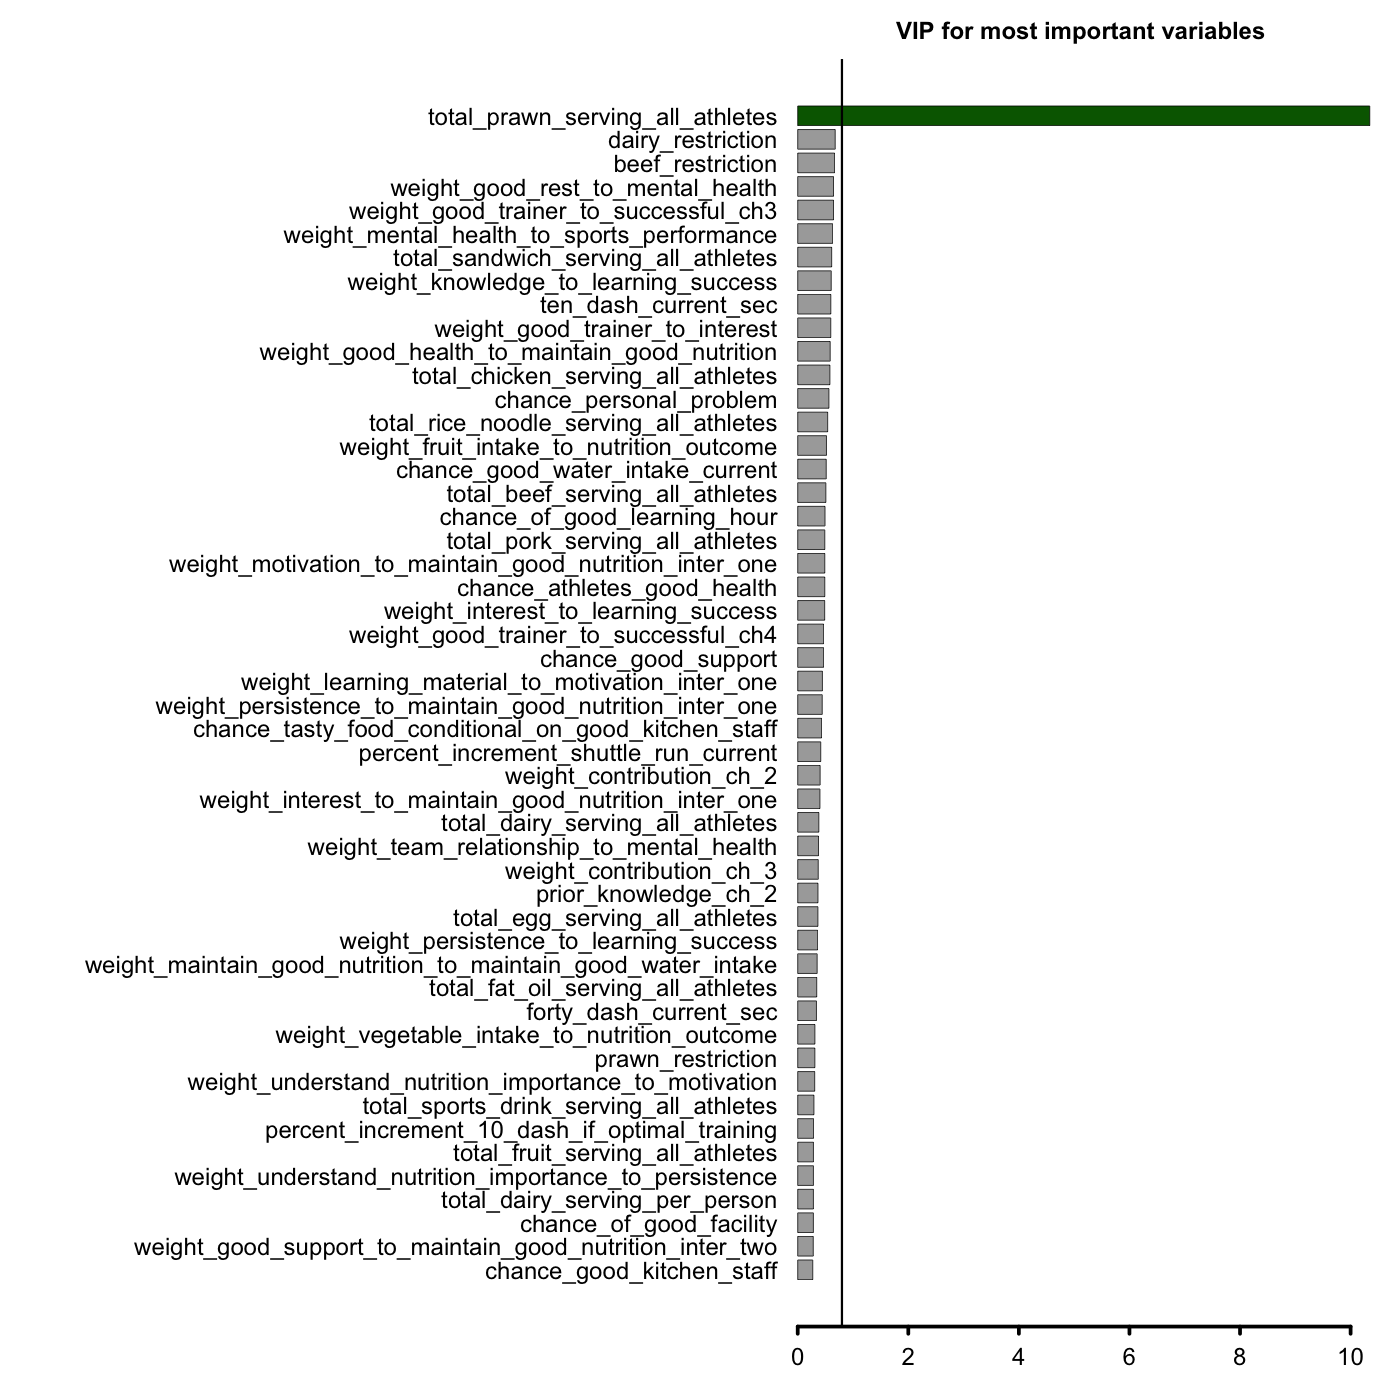 VIP for most important variables
total_prawn_serving_all_athletes
dairy_restriction
beef_restriction
weight_good_rest_to_mental_health
weight_good_trainer_to_successful_ch3
weight_mental_health_to_sports_performance
total_sandwich_serving_all_athletes
weight_knowledge_to_learning_success
ten_dash_current_sec
weight_good_trainer_to_interest
weight_good_health_to_maintain_good_nutrition
total_chicken_serving_all_athletes
chance_personal_problem
total_rice_noodle_serving_all_athletes
weight_fruit_intake_to_nutrition_outcome
chance_good_water_intake_current
total_beef_serving_all_athletes
chance_of_good_learning_hour
total_pork_serving_all_athletes
weight_motivation_to_maintain_good_nutrition_inter_one
chance_athletes_good_health
weight_interest_to_learning_success
weight_good_trainer_to_successful_ch4
chance_good_support
weight_learning_material_to_motivation_inter_one
weight_persistence_to_maintain_good_nutrition_inter_one
chance_tasty_food_conditional_on_good_kitchen_staff
percent_increment_shuttle_run_current
weight_contribution_ch_2
weight_interest_to_maintain_good_nutrition_inter_one
total_dairy_serving_all_athletes
weight_team_relationship_to_mental_health
weight_contribution_ch_3
prior_knowledge_ch_2
total_egg_serving_all_athletes
weight_persistence_to_learning_success
weight_maintain_good_nutrition_to_maintain_good_water_intake
total_fat_oil_serving_all_athletes
forty_dash_current_sec
weight_vegetable_intake_to_nutrition_outcome
prawn_restriction
weight_understand_nutrition_importance_to_motivation
total_sports_drink_serving_all_athletes
percent_increment_10_dash_if_optimal_training
total_fruit_serving_all_athletes
weight_understand_nutrition_importance_to_persistence
total_dairy_serving_per_person
chance_of_good_facility
weight_good_support_to_maintain_good_nutrition_inter_two
chance_good_kitchen_staff
0 2 4 6 8 10